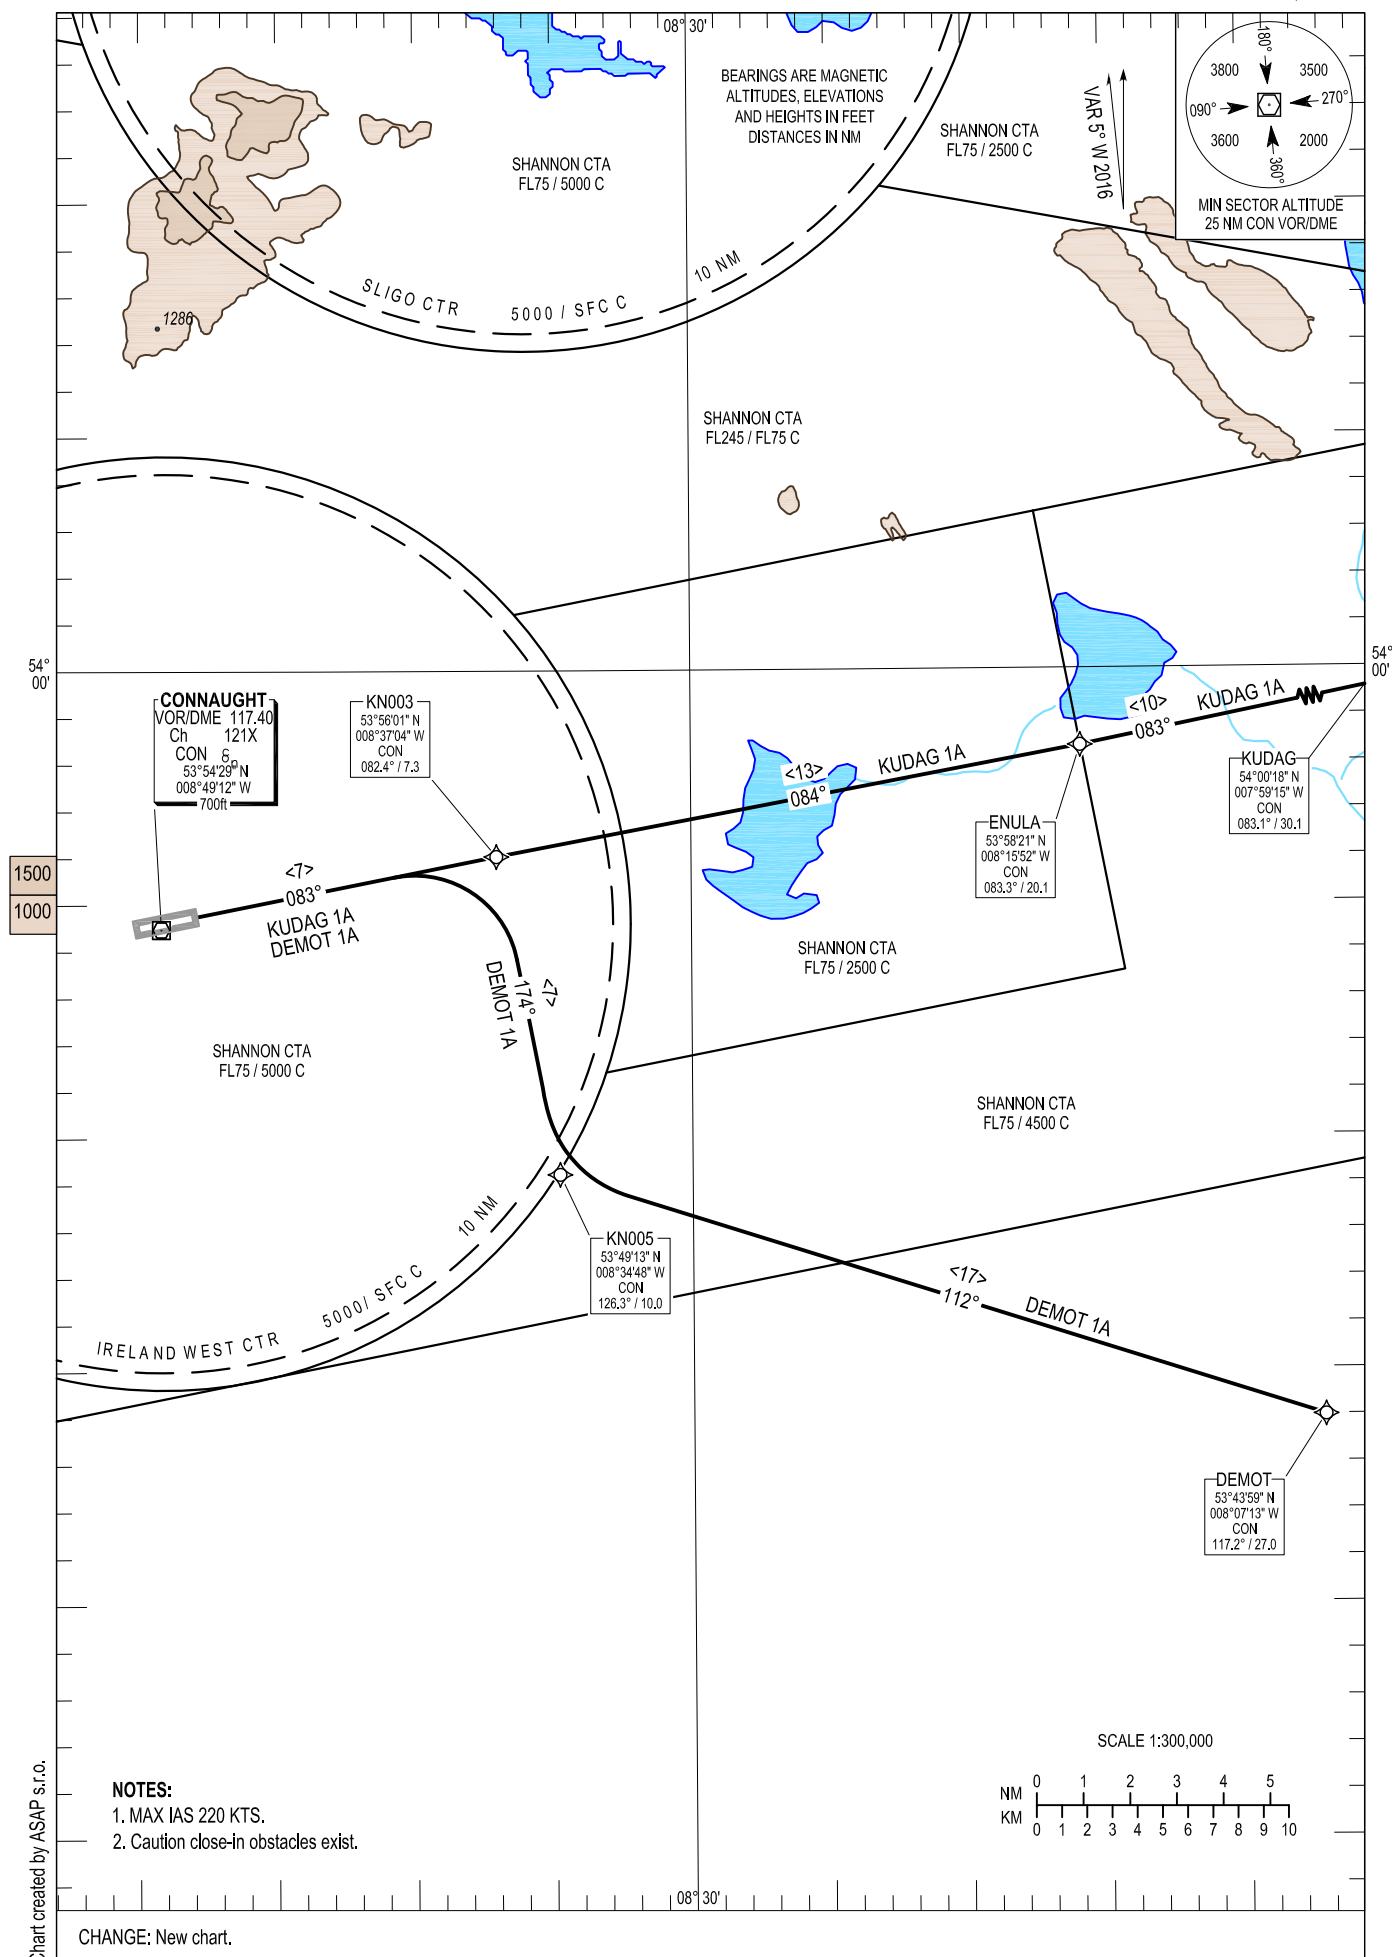 08° 30'
BEARINGS ARE MAGNETIC
ALTITUDES, ELEVATIONS
AND HEIGHTS IN FEET
DISTANCES IN NM
SHANNON CTA
FL75 / 5000 C
SHANNON CTA
FL75 / 2500 C
VAR 5° W 2016
180°
3800
3500
090°
270°
3600
2000
360°
MIN SECTOR ALTITUDE
25 NM CON VOR/DME
1286
SLIGO CTR
5000 / SFC C
10 NM
SHANNON CTA
FL245 / FL75 C
54°
00'
54°
00'
CONNAUGHT
VOR/DME 117.40
Ch 121X
CON
53°54'29" N
008°49'12" W
700ft
KN003
53°56'01" N
008°37'04" W
CON
082.4° / 7.3
<10>
083°
KUDAG 1A
<13>
084°
KUDAG 1A
KUDAG
54°00'18" N
007°59'15" W
CON
083.1° / 30.1
ENULA
53°58'21" N
008°15'52" W
CON
083.3° / 20.1
1500
1000
<7>
083°
KUDAG 1A
DEMOT 1A
<7>
174°
DEMOT 1A
SHANNON CTA
FL75 / 2500 C
SHANNON CTA
FL75 / 5000 C
SHANNON CTA
FL75 / 4500 C
KN005
53°49'13" N
008°34'48" W
CON
126.3° / 10.0
IRELAND WEST CTR
5000/ SFC C
10 NM
<17>
112°
DEMOT 1A
DEMOT
53°43'59" N
008°07'13" W
CON
117.2° / 27.0
SCALE 1:300,000
NM 0 1 2 3 4 5
KM 0 1 2 3 4 5 6 7 8 9 10
NOTES:
1. MAX IAS 220 KTS.
2. Caution close-in obstacles exist.
08° 30'
CHANGE: New chart.
Chart created by ASAP s.r.o.